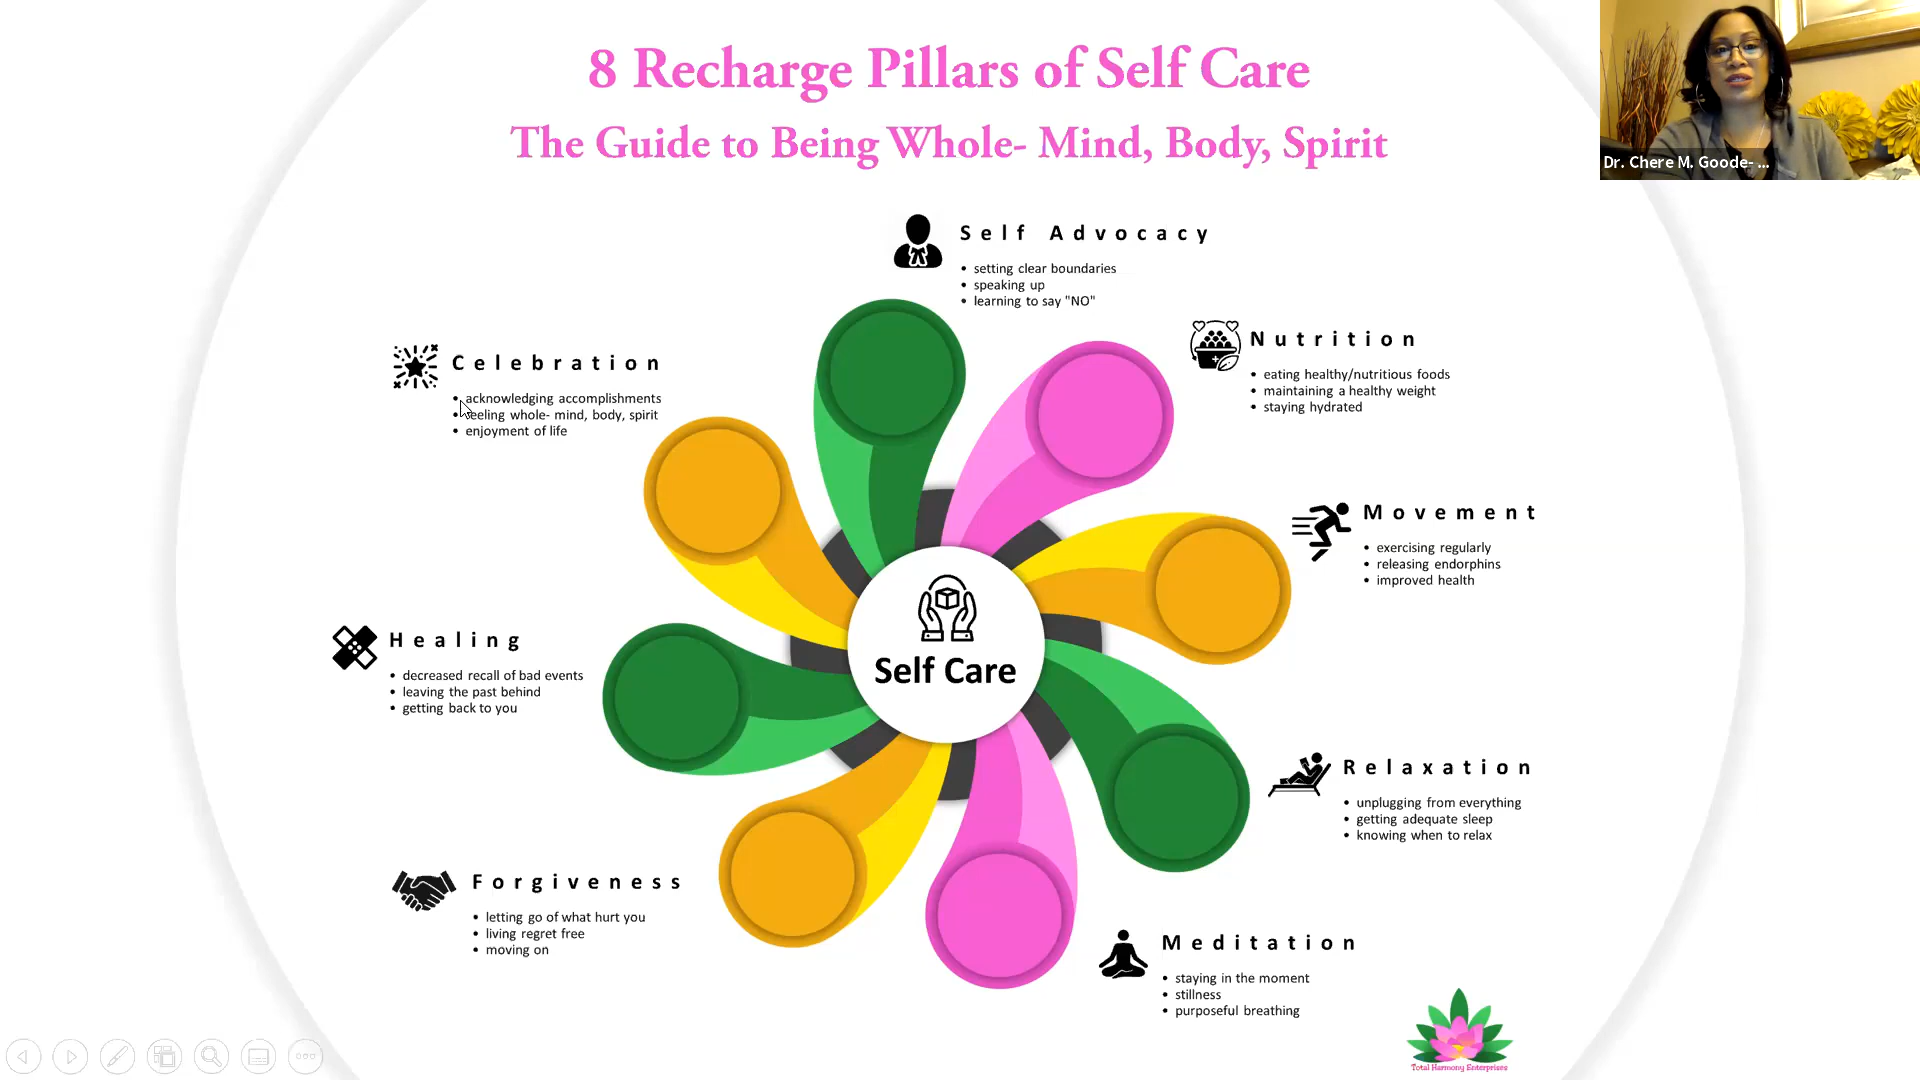 8 Recharge Pillars of Self Care
The Guide to Being Whole- Mind, Body, Spirit
Dr. Chere M. Goode- ...
Self Advocacy
• setting clear boundaries
• speaking up
• learning to say "NO"
Nutrition
• eating healthy/nutritious foods
• maintaining a healthy weight
• staying hydrated
Movement
• exercising regularly
• releasing endorphins
• improved health
Relaxation
• unplugging from everything
• getting adequate sleep
• knowing when to relax
Meditation
• staying in the moment
• stillness
• purposeful breathing
Forgiveness
• letting go of what hurt you
• living regret free
• moving on
Healing
• decreased recall of bad events
• leaving the past behind
• getting back to you
Celebration
• acknowledging accomplishments
• feeling whole- mind, body, spirit
• enjoyment of life
Self Care
Total Harmony Enterprises